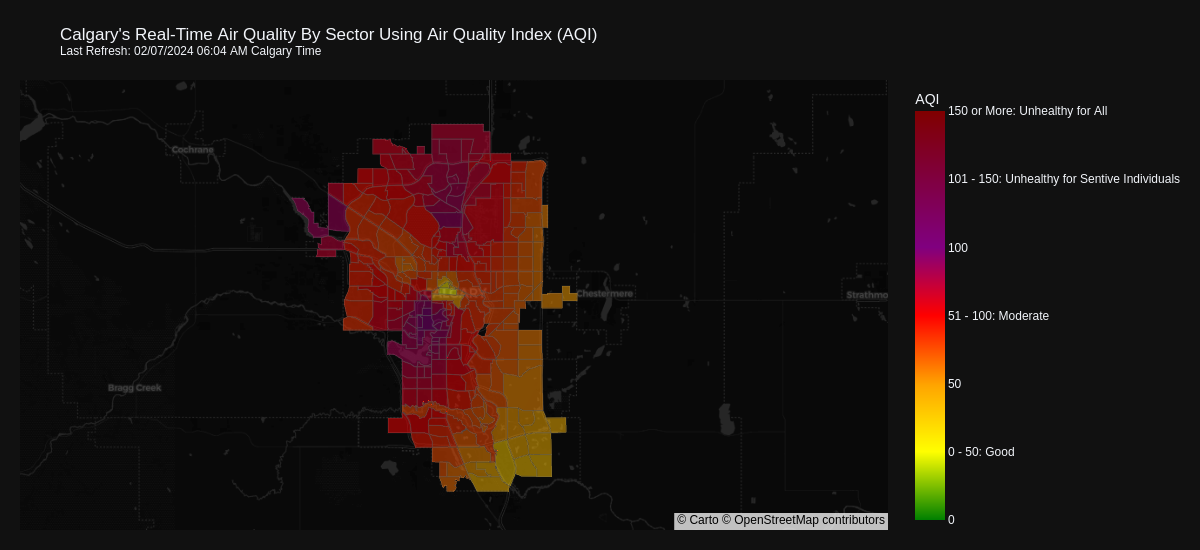 Calgary's Real-Time Air Quality By Sector Using Air Quality Index (AQI)
Last Refresh: 02/07/2024 06:04 AM Calgary Time
AQI
150 or More: Unhealthy for All
Cochrane
101 - 150: Unhealthy for Sentive Individuals
100
CALGARY
Chestermere
Strathmo
51 - 100: Moderate
50
Bragg Creek
0 - 50: Good
0
© Carto © OpenStreetMap contributors